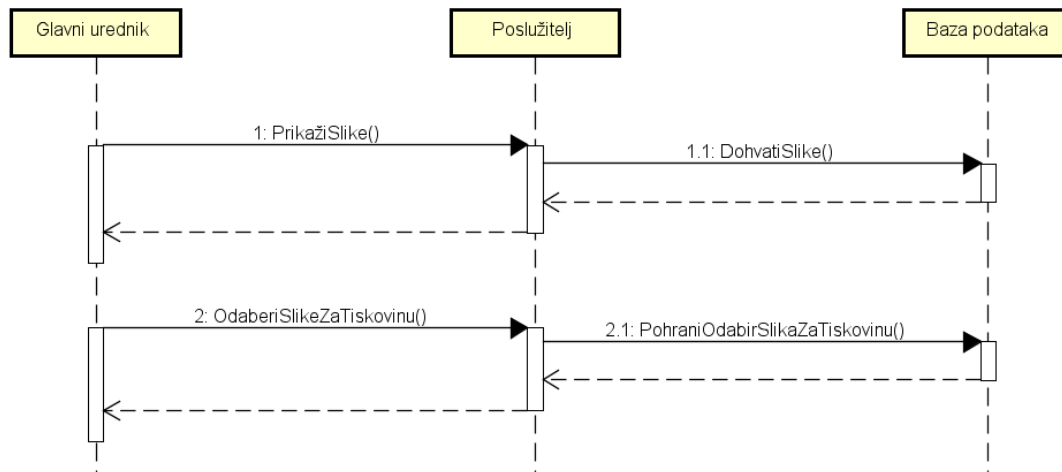 Glavni urednik
Poslužitelj
Baza podataka
1: PrikažiSlike()
1.1: DohvatiSlike()
2: OdaberiSlikeZaTiskovinu()
2.1: PohraniOdabirSlikaZaTiskovinu()